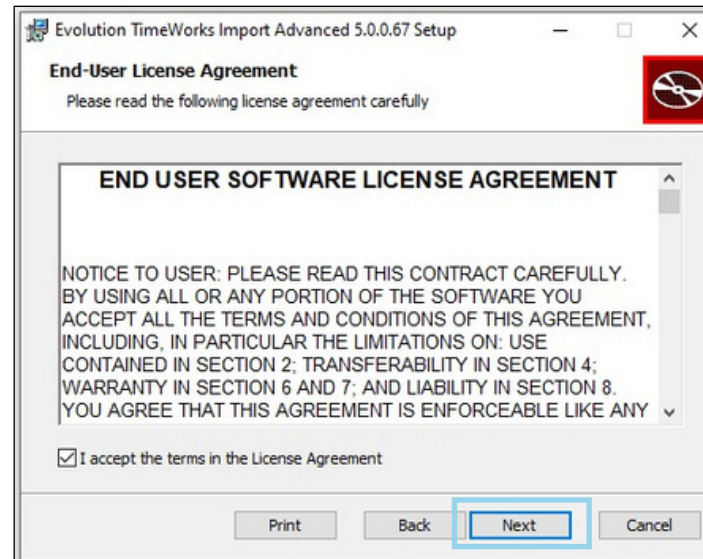 Evolution TimeWorks Import Advanced 5.0.0.67 Setup
End-User License Agreement
Please read the following license agreement carefully
END USER SOFTWARE LICENSE AGREEMENT
NOTICE TO USER: PLEASE READ THIS CONTRACT CAREFULLY.
BY USING ALL OR ANY PORTION OF THE SOFTWARE YOU
ACCEPT ALL THE TERMS AND CONDITIONS OF THIS AGREEMENT,
INCLUDING, IN PARTICULAR THE LIMITATIONS ON: USE
CONTAINED IN SECTION 2; TRANSFERABILITY IN SECTION 4;
WARRANTY IN SECTION 6 AND 7; AND LIABILITY IN SECTION 8.
YOU AGREE THAT THIS AGREEMENT IS ENFORCEABLE LIKE ANY
I accept the terms in the License Agreement
Print Back Next Cancel